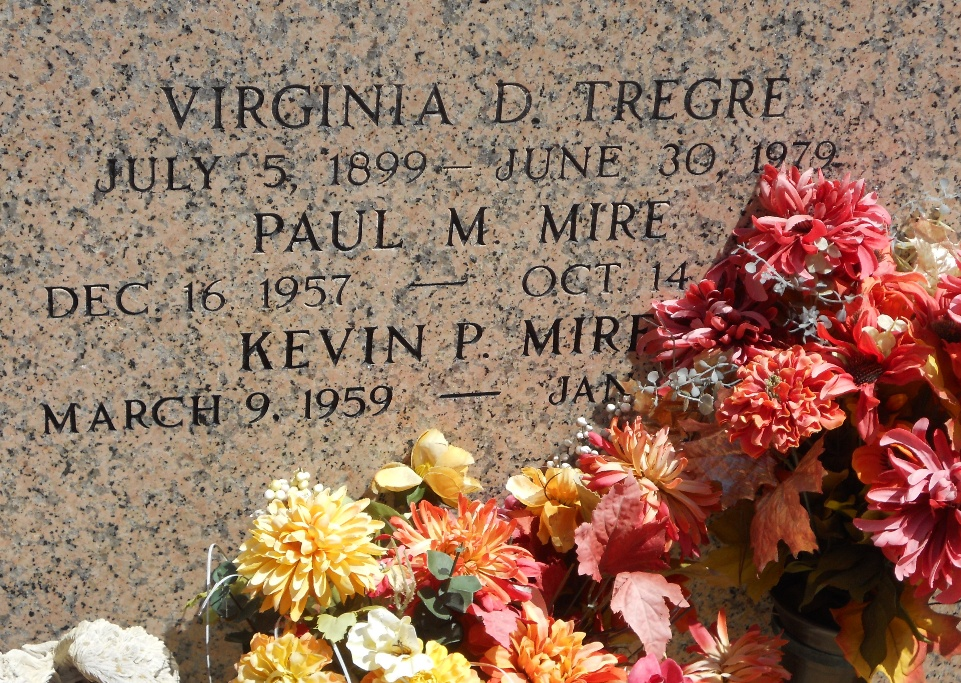 VIRGINIA D. TREGRE
JULY 5, 1899 – JUNE 30, 1979
PAUL M. MIRE
DEC. 16 1957 — OCT. 14
KEVIN P. MIRE
MARCH 9, 1959 — JAN